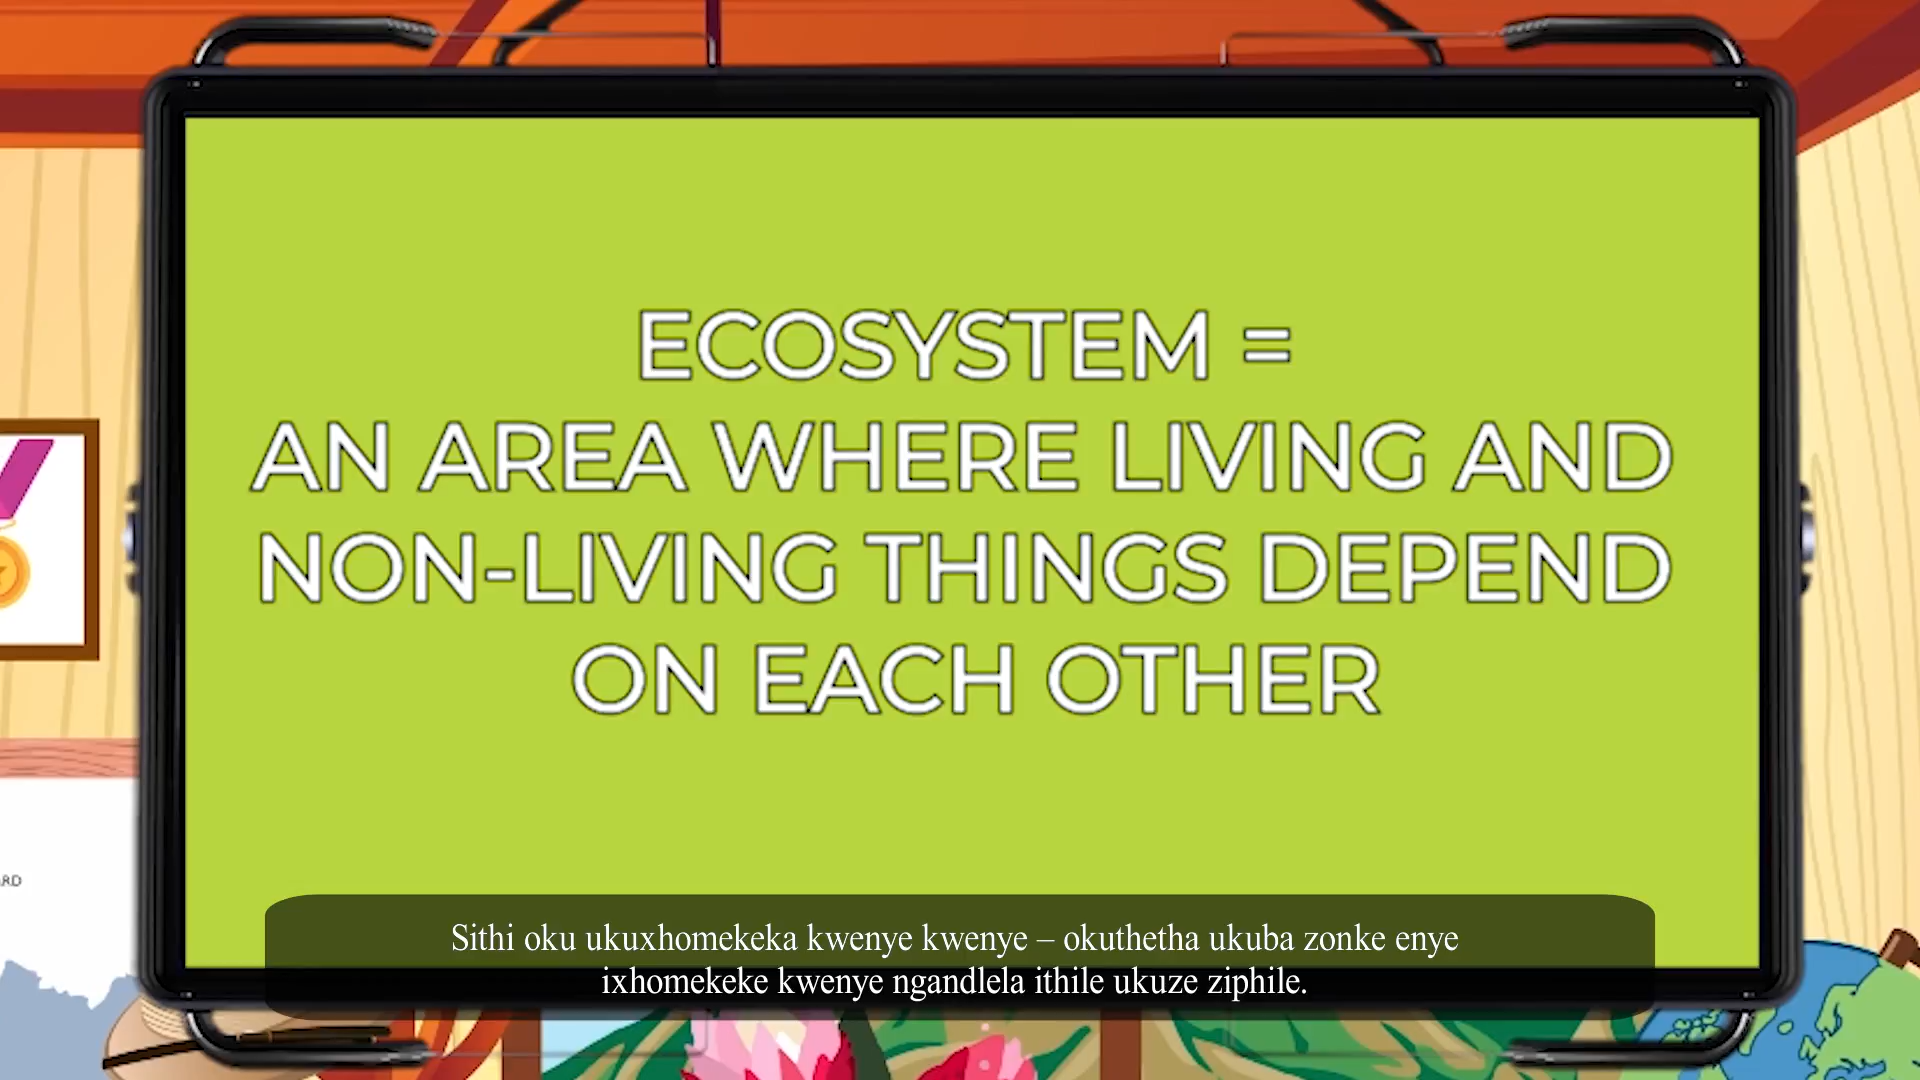 ECOSYSTEM =
AN AREA WHERE LIVING AND
NON-LIVING THINGS DEPEND
ON EACH OTHER
Sithi oku ukuxhomekeka kwenye kwenye – okuthetha ukuba zonke enye
ixhomekeke kwenye ngandlela ithile ukuze ziphile.